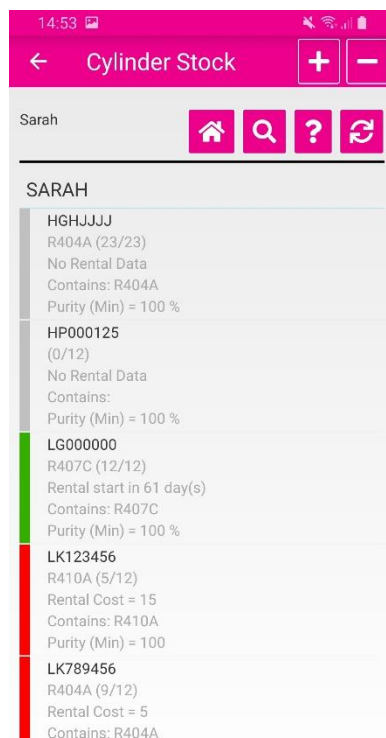 14:53
Cylinder Stock
+ −
Sarah
?
SARAH
HGHJJJJ
R404A (23/23)
No Rental Data
Contains: R404A
Purity (Min) = 100 %
HP000125
(0/12)
No Rental Data
Contains:
Purity (Min) = 100 %
LG000000
R407C (12/12)
Rental start in 61 day(s)
Contains: R407C
Purity (Min) = 100 %
LK123456
R410A (5/12)
Rental Cost = 15
Contains: R410A
Purity (Min) = 100
LK789456
R404A (9/12)
Rental Cost = 5
Contains: R404A